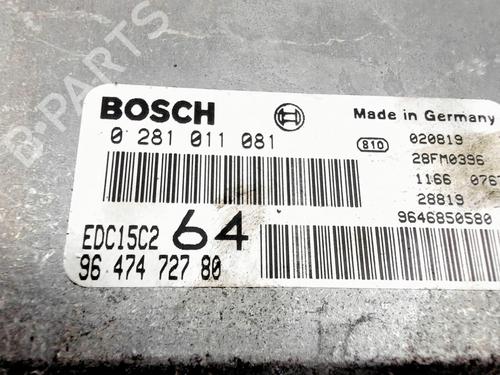 BOSCH
Made in Germany
0 281 011 081
810
020819
28FM0396
1166 0767
28819
9646850580
EDC15C2 64
96 474 727 80
B-PARTS